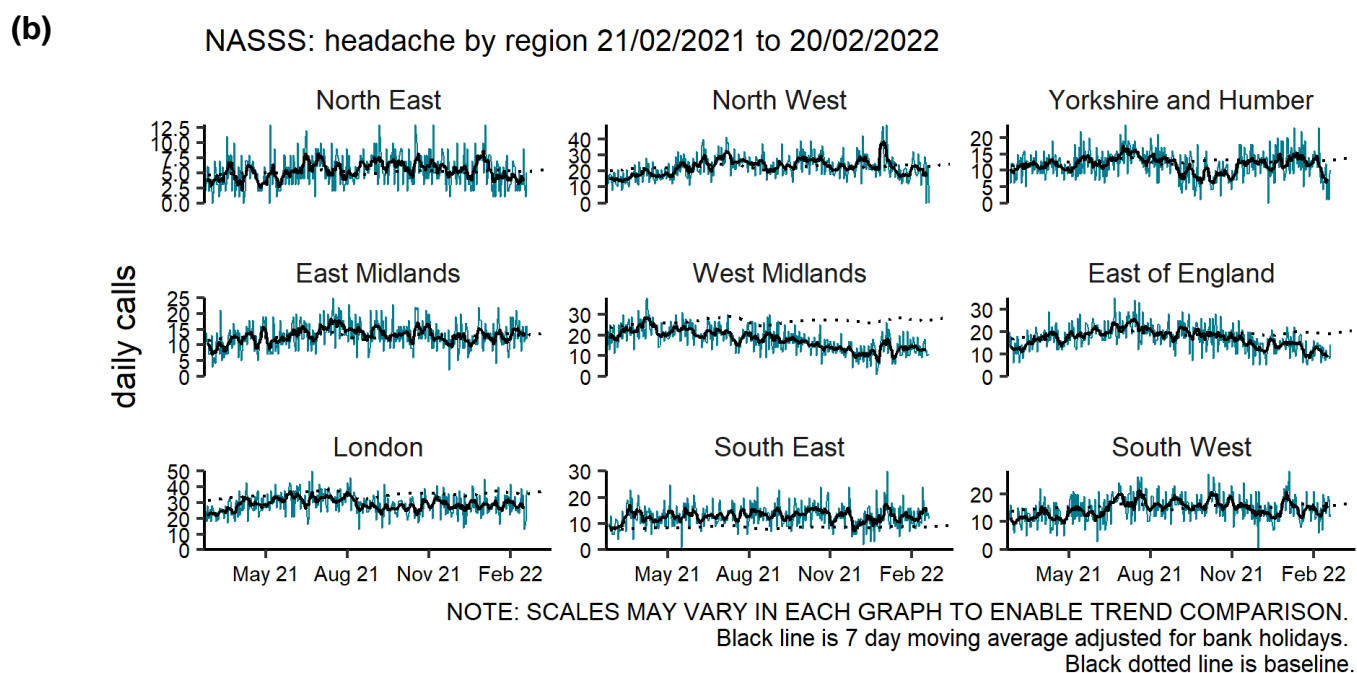 (b)
NASSS: headache by region 21/02/2021 to 20/02/2022
North East
North West
Yorkshire and Humber
12.5
10.0
7.5
5.0
2.5
0.0
40
30
20
10
0
20
15
10
5
0
daily calls
East Midlands
West Midlands
East of England
25
20
15
10
5
0
30
20
10
0
30
20
10
0
London
South East
South West
50
40
30
20
10
0
30
20
10
0
20
10
0
May 21 Aug 21 Nov 21 Feb 22
May 21 Aug 21 Nov 21 Feb 22
May 21 Aug 21 Nov 21 Feb 22
NOTE: SCALES MAY VARY IN EACH GRAPH TO ENABLE TREND COMPARISON.
Black line is 7 day moving average adjusted for bank holidays.
Black dotted line is baseline.